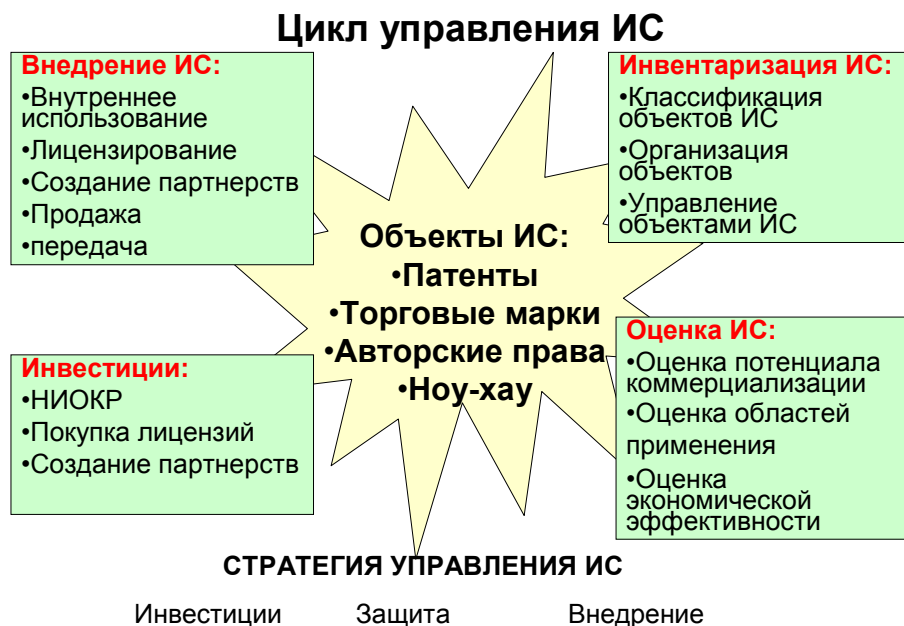 Цикл управления ИС
Внедрение ИС:
•Внутреннее
использование
•Лицензирование
•Создание партнерств
•Продажа
•передача
Инвентаризация ИС:
•Классификация
объектов ИС
•Организация
объектов
•Управление
объектами ИС
Объекты ИС:
•Патенты
•Торговые марки
•Авторские права
•Ноу-хау
Инвестиции:
•НИОКР
•Покупка лицензий
•Создание партнерств
Оценка ИС:
•Оценка потенциала
коммерциализации
•Оценка областей
применения
•Оценка
экономической
эффективности
СТРАТЕГИЯ УПРАВЛЕНИЯ ИС
Инвестиции Защита Внедрение